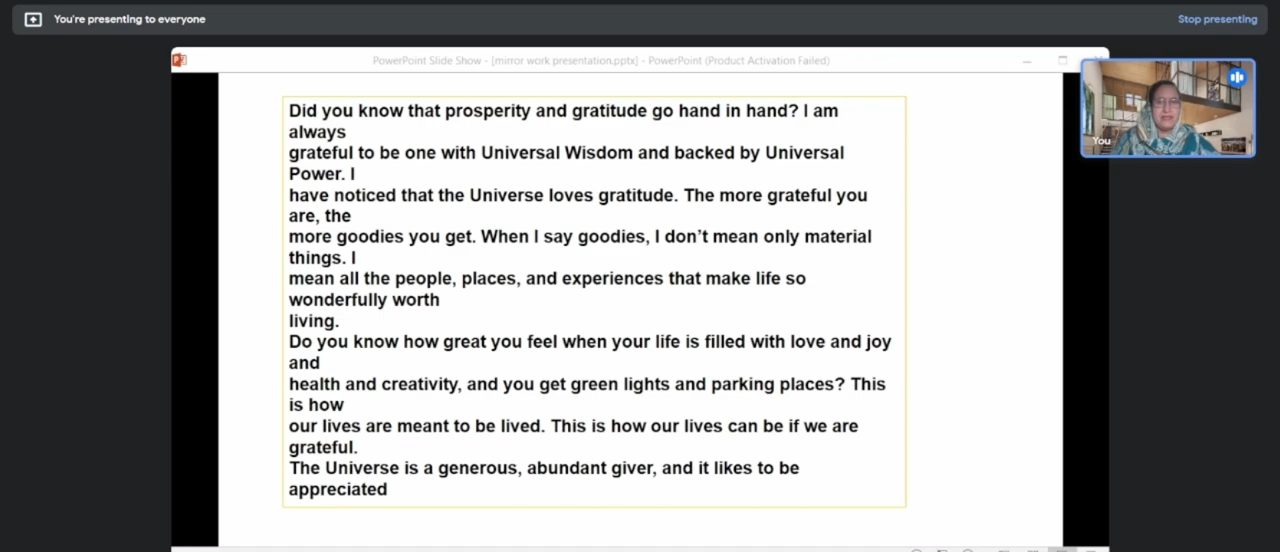 You're presenting to everyone
Stop presenting
PowerPoint Slide Show - [mirror work presentation.pptx] - PowerPoint (Product Activation Failed)
You
Did you know that prosperity and gratitude go hand in hand? I am
always
grateful to be one with Universal Wisdom and backed by Universal
Power. I
have noticed that the Universe loves gratitude. The more grateful you
are, the
more goodies you get. When I say goodies, I don’t mean only material
things. I
mean all the people, places, and experiences that make life so
wonderfully worth
living.
Do you know how great you feel when your life is filled with love and joy
and
health and creativity, and you get green lights and parking places? This
is how
our lives are meant to be lived. This is how our lives can be if we are
grateful.
The Universe is a generous, abundant giver, and it likes to be
appreciated